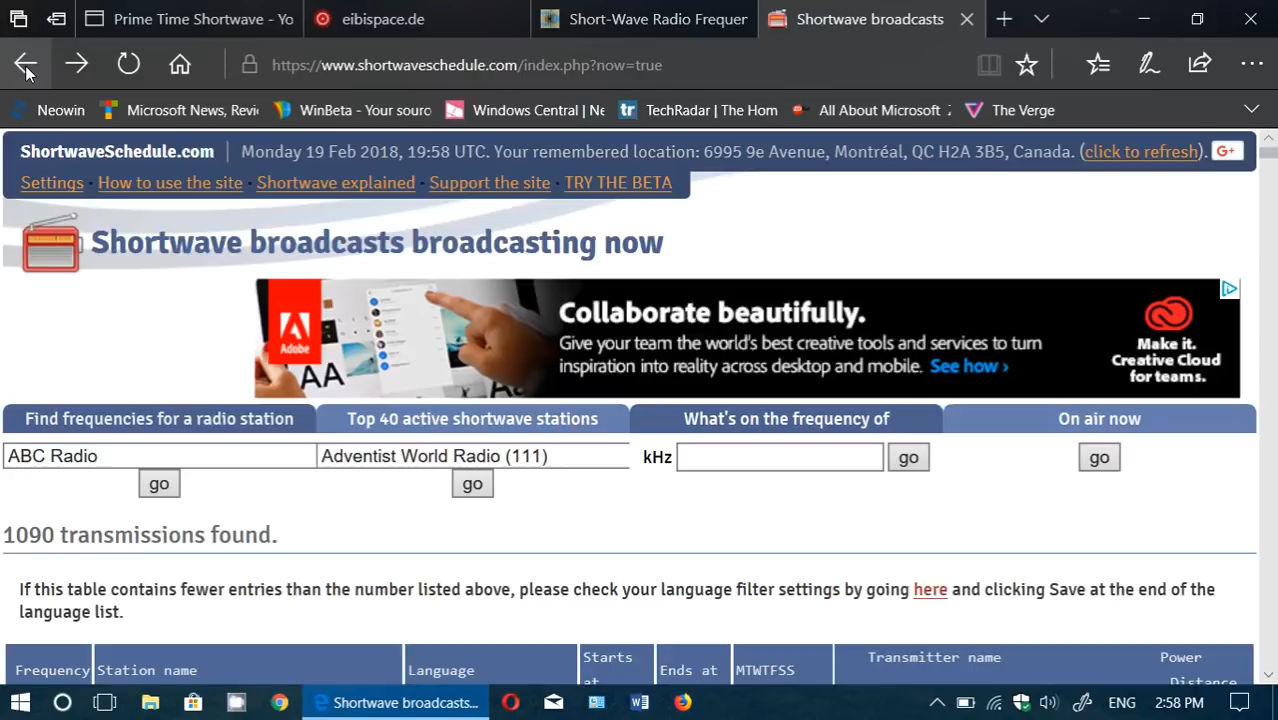 Prime Time Shortwave - Yo
eibispace.de
Short-Wave Radio Frequer
Shortwave broadcasts
https://www.shortwaveschedule.com/index.php?now=true
Neowin
Microsoft News, Revi
WinBeta - Your sourc
Windows Central | Ne
tr TechRadar | The Hom
All About Microsoft
The Verge
ShortwaveSchedule.com
Monday 19 Feb 2018, 19:58 UTC. Your remembered location: 6995 9e Avenue, Montréal, QC H2A 3B5, Canada. (click to refresh). G+
Settings · How to use the site · Shortwave explained · Support the site · TRY THE BETA
Shortwave broadcasts broadcasting now
Adobe
AA
Collaborate beautifully.
Give your team the world's best creative tools and services to turn
inspiration into reality across desktop and mobile. See how ›
Make it.
Creative Cloud
for teams.
Find frequencies for a radio station
Top 40 active shortwave stations
What's on the frequency of
On air now
ABC Radio
Adventist World Radio (111)
kHz
go
go
go
go
1090 transmissions found.
If this table contains fewer entries than the number listed above, please check your language filter settings by going here and clicking Save at the end of the
language list.
Frequency
Station name
Language
Starts
at
Ends at
MTWTFSS
Transmitter name
Power
Distance
Shortwave broadcasts...
ENG
2:58 PM